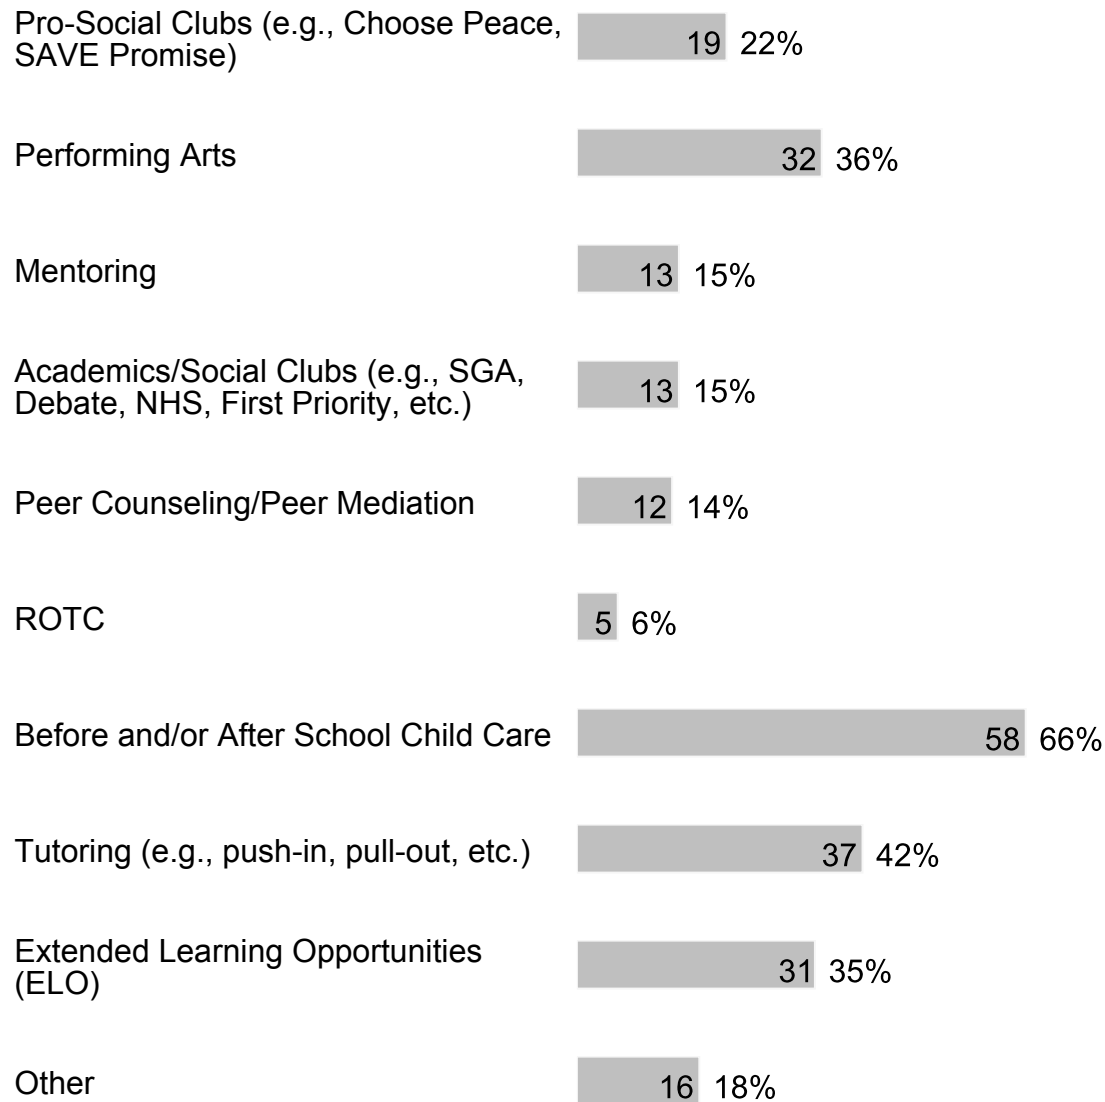 Pro-Social Clubs (e.g., Choose Peace,
SAVE Promise)
19 22%
Performing Arts
32 36%
Mentoring
13 15%
Academics/Social Clubs (e.g., SGA,
Debate, NHS, First Priority, etc.)
13 15%
Peer Counseling/Peer Mediation
12 14%
ROTC
5 6%
Before and/or After School Child Care
58 66%
Tutoring (e.g., push-in, pull-out, etc.)
37 42%
Extended Learning Opportunities
(ELO)
31 35%
Other
16 18%